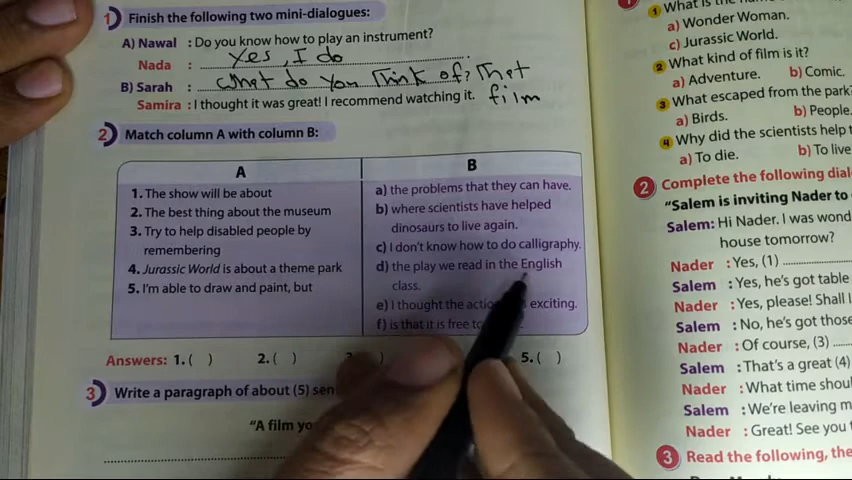 1 Finish the following two mini-dialogues:
A) Nawal : Do you know how to play an instrument?
Nada : Yes, I do
B) Sarah : What do you Think of? That film
Samira : I thought it was great! I recommend watching it.
2 Match column A with column B:
A
1. The show will be about
2. The best thing about the museum
3. Try to help disabled people by
remembering
4. Jurassic World is about a theme park
5. I'm able to draw and paint, but
B
a) the problems that they can have.
b) where scientists have helped
dinosaurs to live again.
c) I don't know how to do calligraphy.
d) the play we read in the English
class.
e) I thought the exciting.
f) is that it is free
Answers: 1. ( ) 2. ( ) ) 5. ( )
3 Write a paragraph of about (5)
"A film
1 What is the
a) Wonder Woman.
c) Jurassic World.
2 What kind of film is it?
a) Adventure. b) Comic.
3 What escaped from the park?
a) Birds. b) People.
4 Why did the scientists help
a) To die. b) To live
2 Complete the following
"Salem is inviting Nader to
Salem: Hi Nader. I was
house tomorrow?
Nader : Yes, (1)
Salem : Yes, he's got table
Nader : Yes, please! Shall I
Salem : No, he's got those
Nader : Of course, (3)
Salem : That's a great (4)
Nader : What time
Salem : We're leaving
Nader : Great! See you
3 Read the following, the